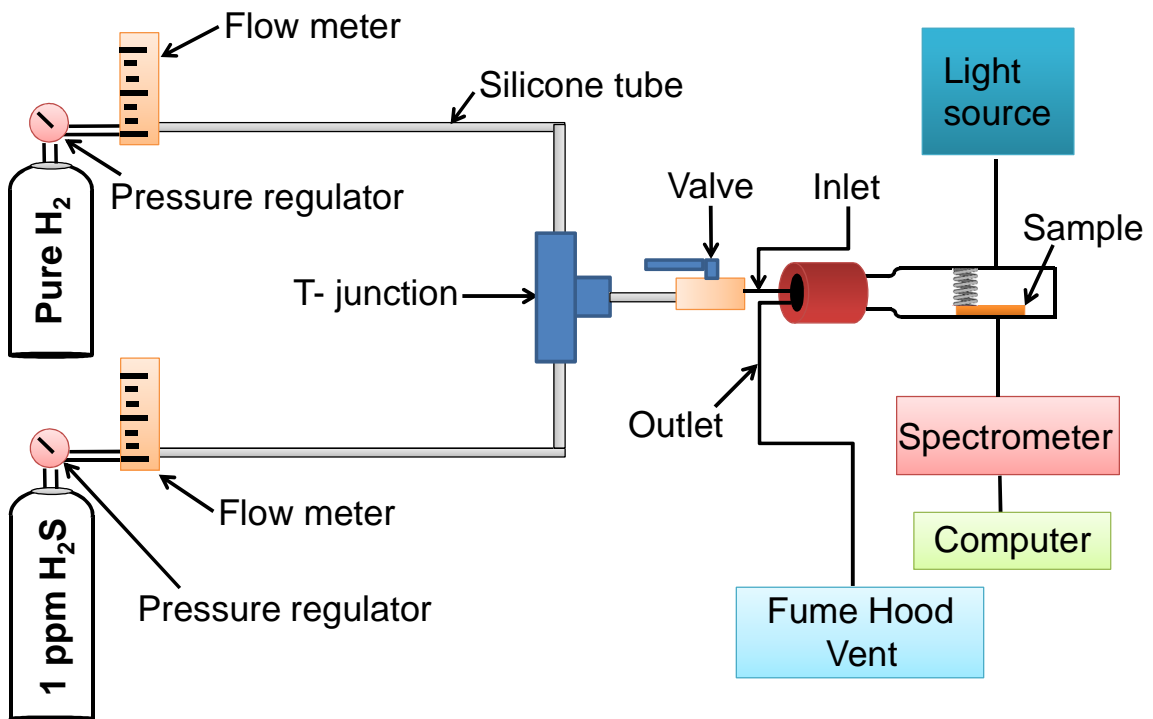 Flow meter
Silicone tube
Light
source
Pressure regulator
Pure H₂
Valve
Inlet
Sample
T- junction
Outlet
Spectrometer
Flow meter
Computer
1 ppm H₂S
Pressure regulator
Fume Hood
Vent